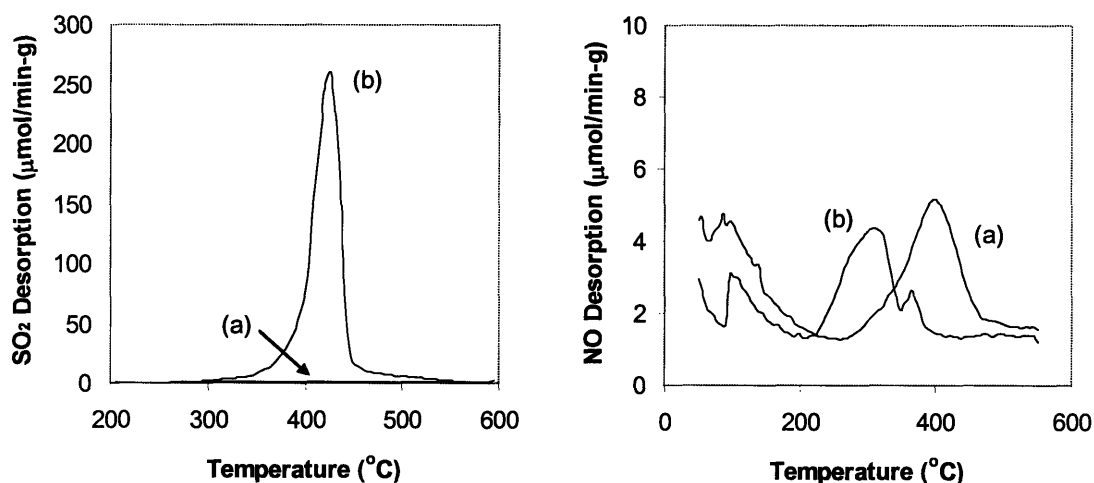 SO2 Desorption (μmol/min-g)
300
250
200
150
100
50
0
(b)
(a)
200
300
400
500
600
Temperature (°C)
NO Desorption (μmol/min-g)
10
8
6
4
2
0
(b)
(a)
0
200
400
600
Temperature (°C)